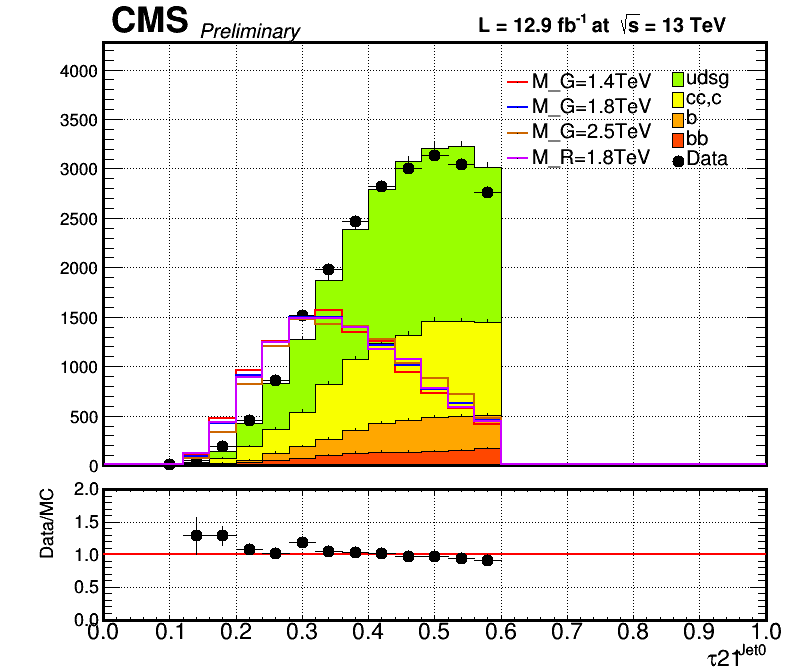 CMS Preliminary L = 12.9 fb⁻¹ at √s = 13 TeV
4000
3500
3000
2500
2000
1500
1000
500
0
M_G=1.4TeV
M_G=1.8TeV
M_G=2.5TeV
M_R=1.8TeV
udsg
cc,c
b
bb
Data
Data/MC
2.0
1.5
1.0
0.5
0.0
0.0 0.1 0.2 0.3 0.4 0.5 0.6 0.7 0.8 0.9 1.0
τ21^Jet0